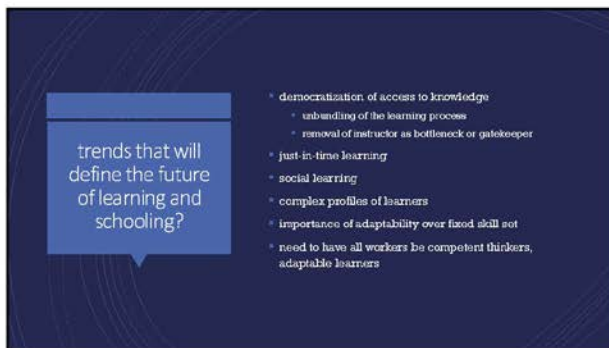 trends that will
define the future
of learning and
schooling?
democratization of access to knowledge
unbundling of the learning process
removal of instructor as bottleneck or gatekeeper
just-in-time learning
social learning
complex profiles of learners
importance of adaptability over fixed skill set
need to have all workers be competent thinkers,
adaptable learners